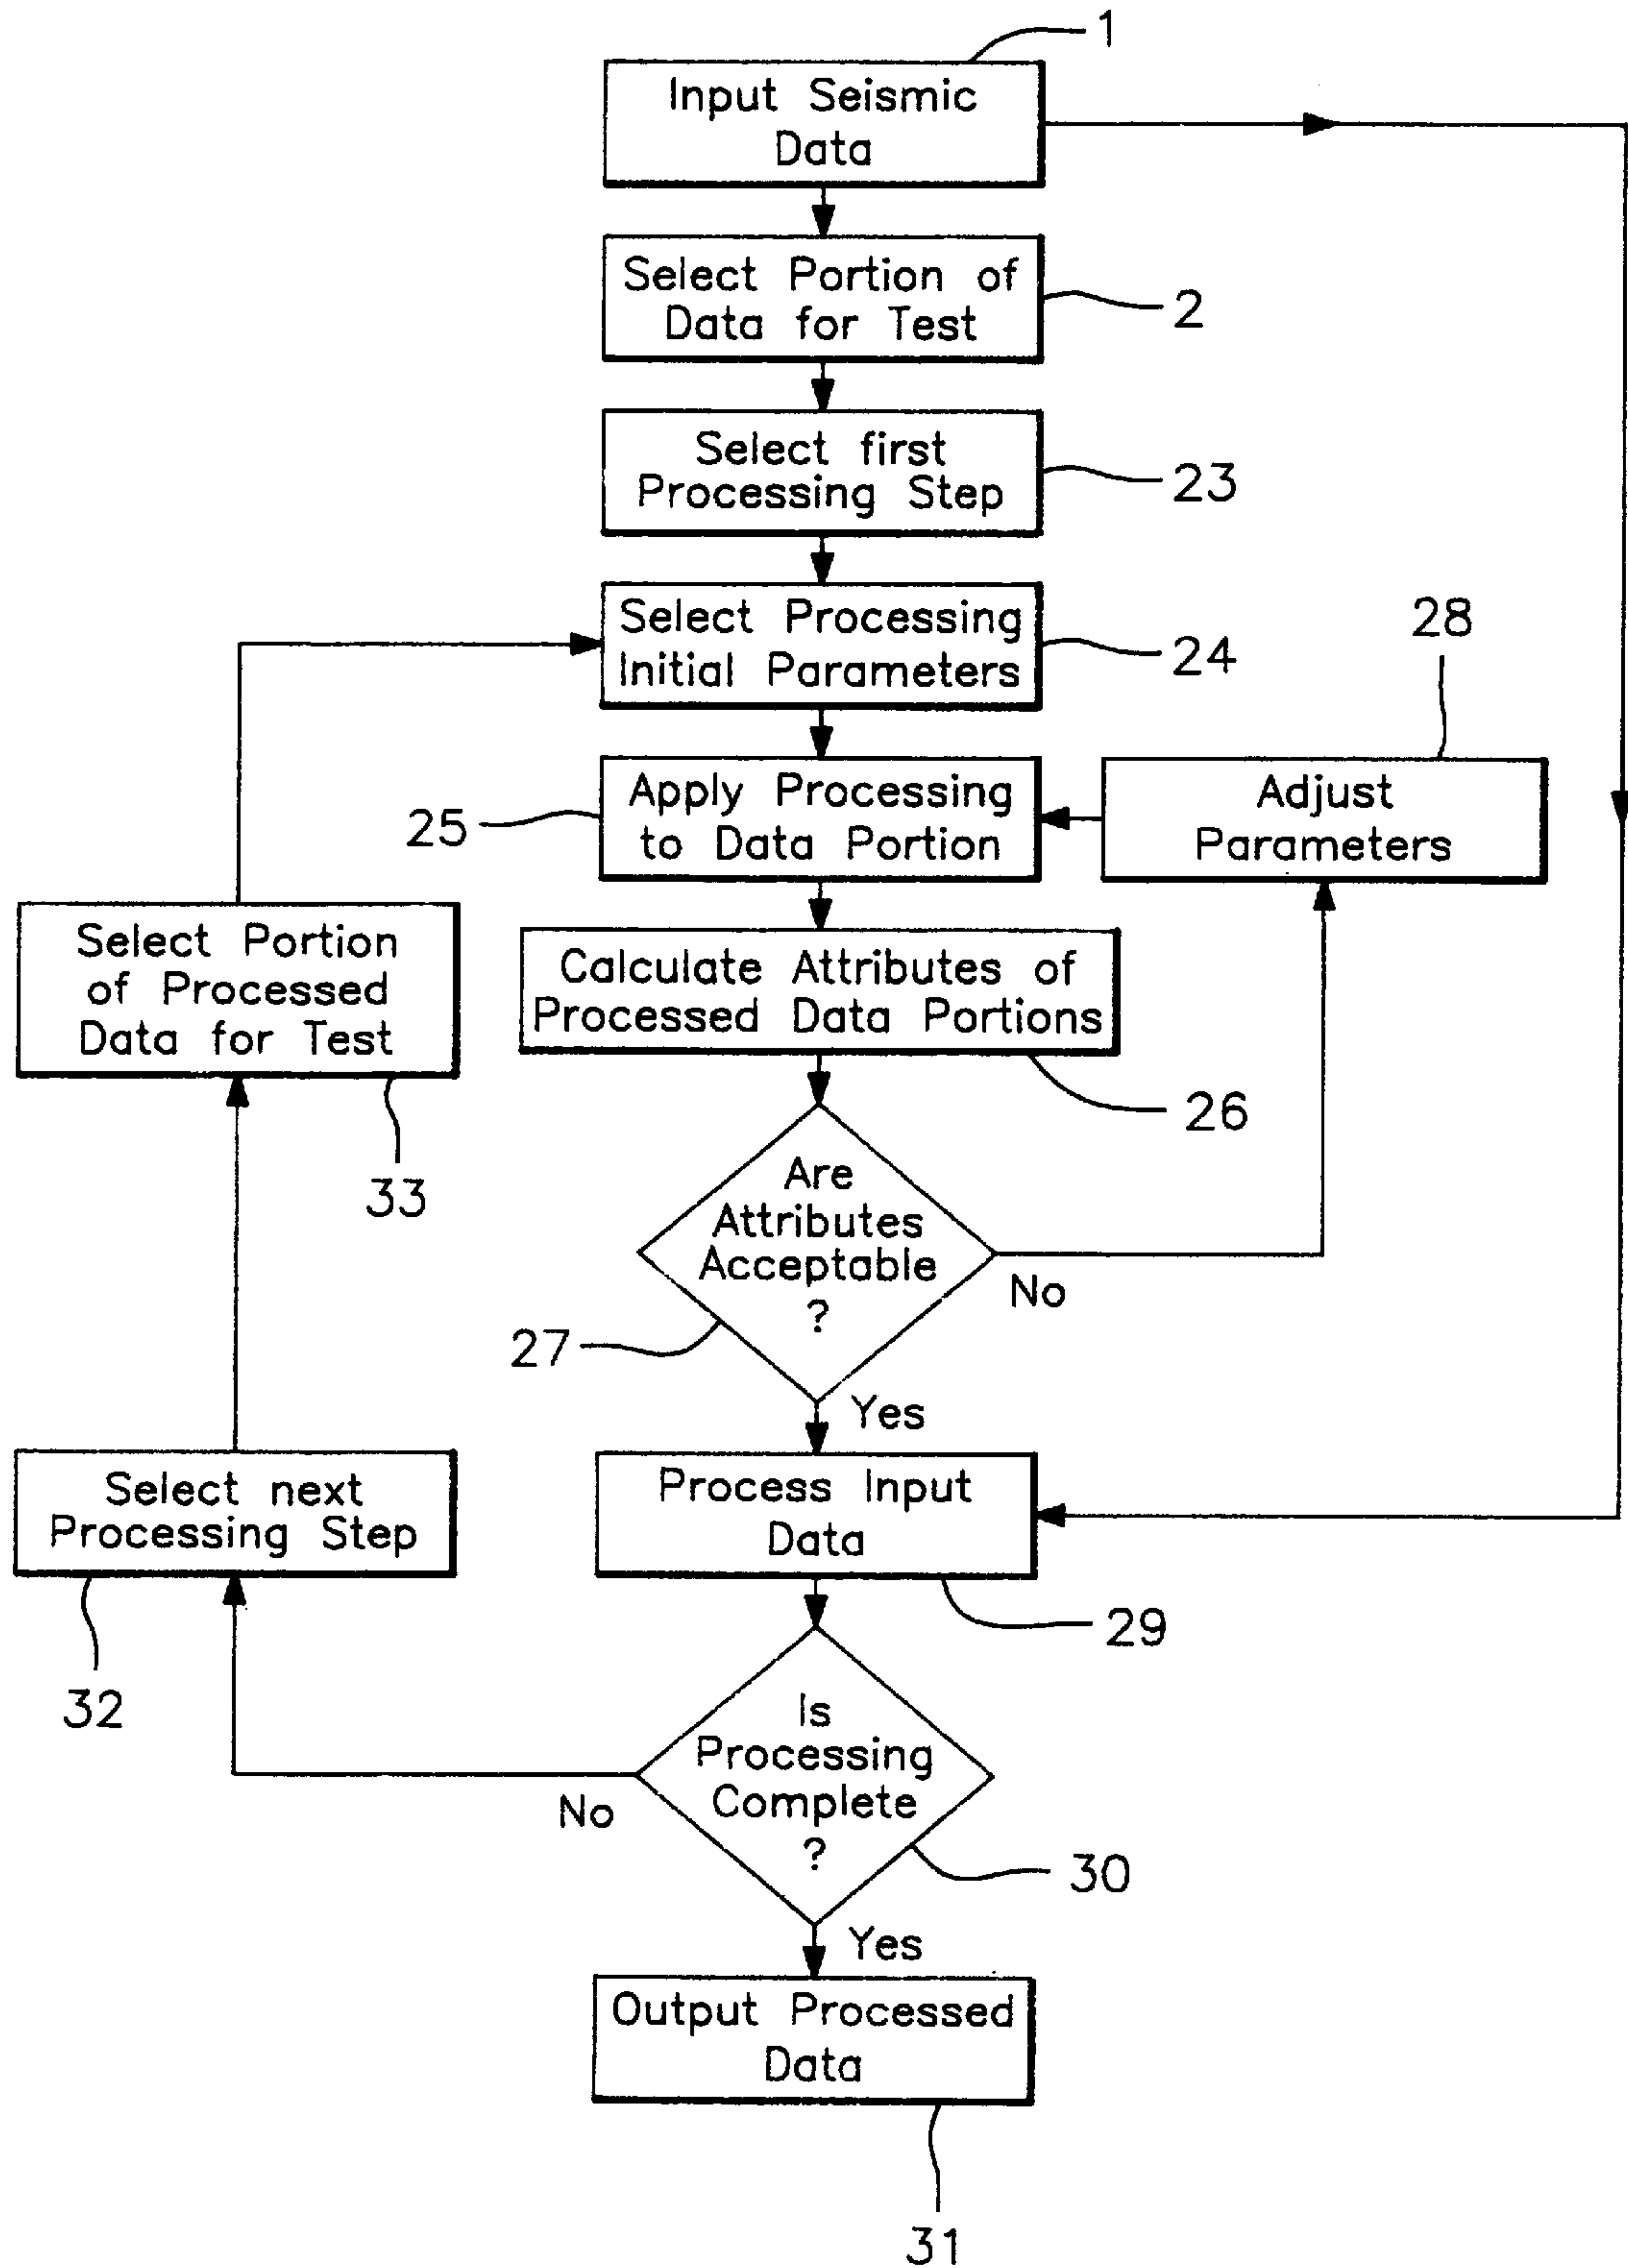 1
Input Seismic
Data
Select Portion of
Data for Test
2
Select first
Processing Step
23
Select Processing
Initial Parameters
24
28
Apply Processing
to Data Portion
25
Adjust
Parameters
Select Portion
of Processed
Data for Test
33
Calculate Attributes of
Processed Data Portions
26
Are
Attributes
Acceptable
?
No
27
Yes
Select next
Processing Step
32
Process Input
Data
29
Is
Processing
Complete
?
No
30
Yes
Output Processed
Data
31